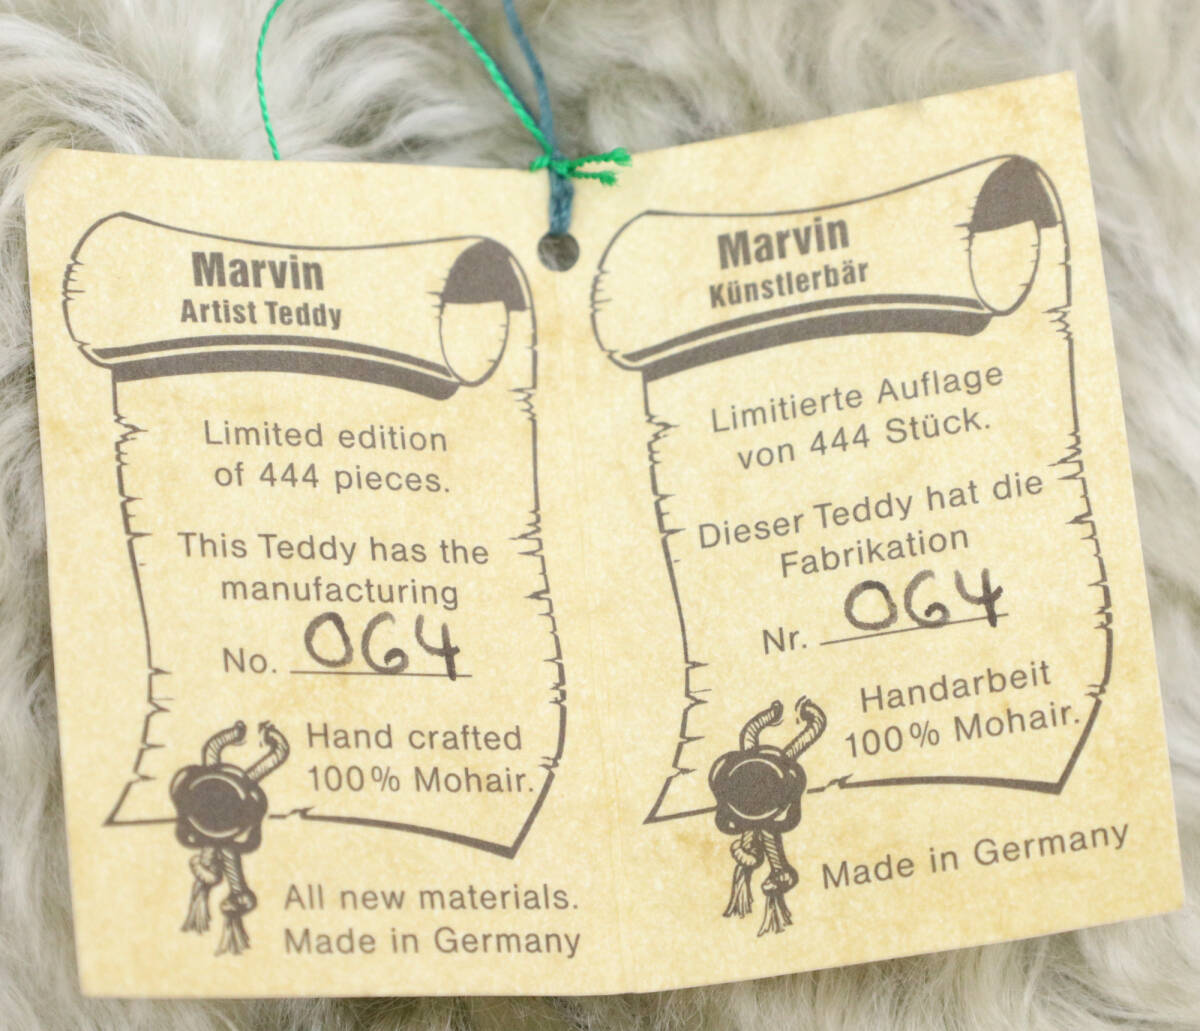 Marvin
Artist Teddy
Limited edition
of 444 pieces.
This Teddy has the
manufacturing
No. 064
Hand crafted
100% Mohair.
All new materials.
Made in Germany
Marvin
Künstlerbär
Limitierte Auflage
von 444 Stück.
Dieser Teddy hat die
Fabrikation
Nr. 064
Handarbeit
100% Mohair.
Made in Germany